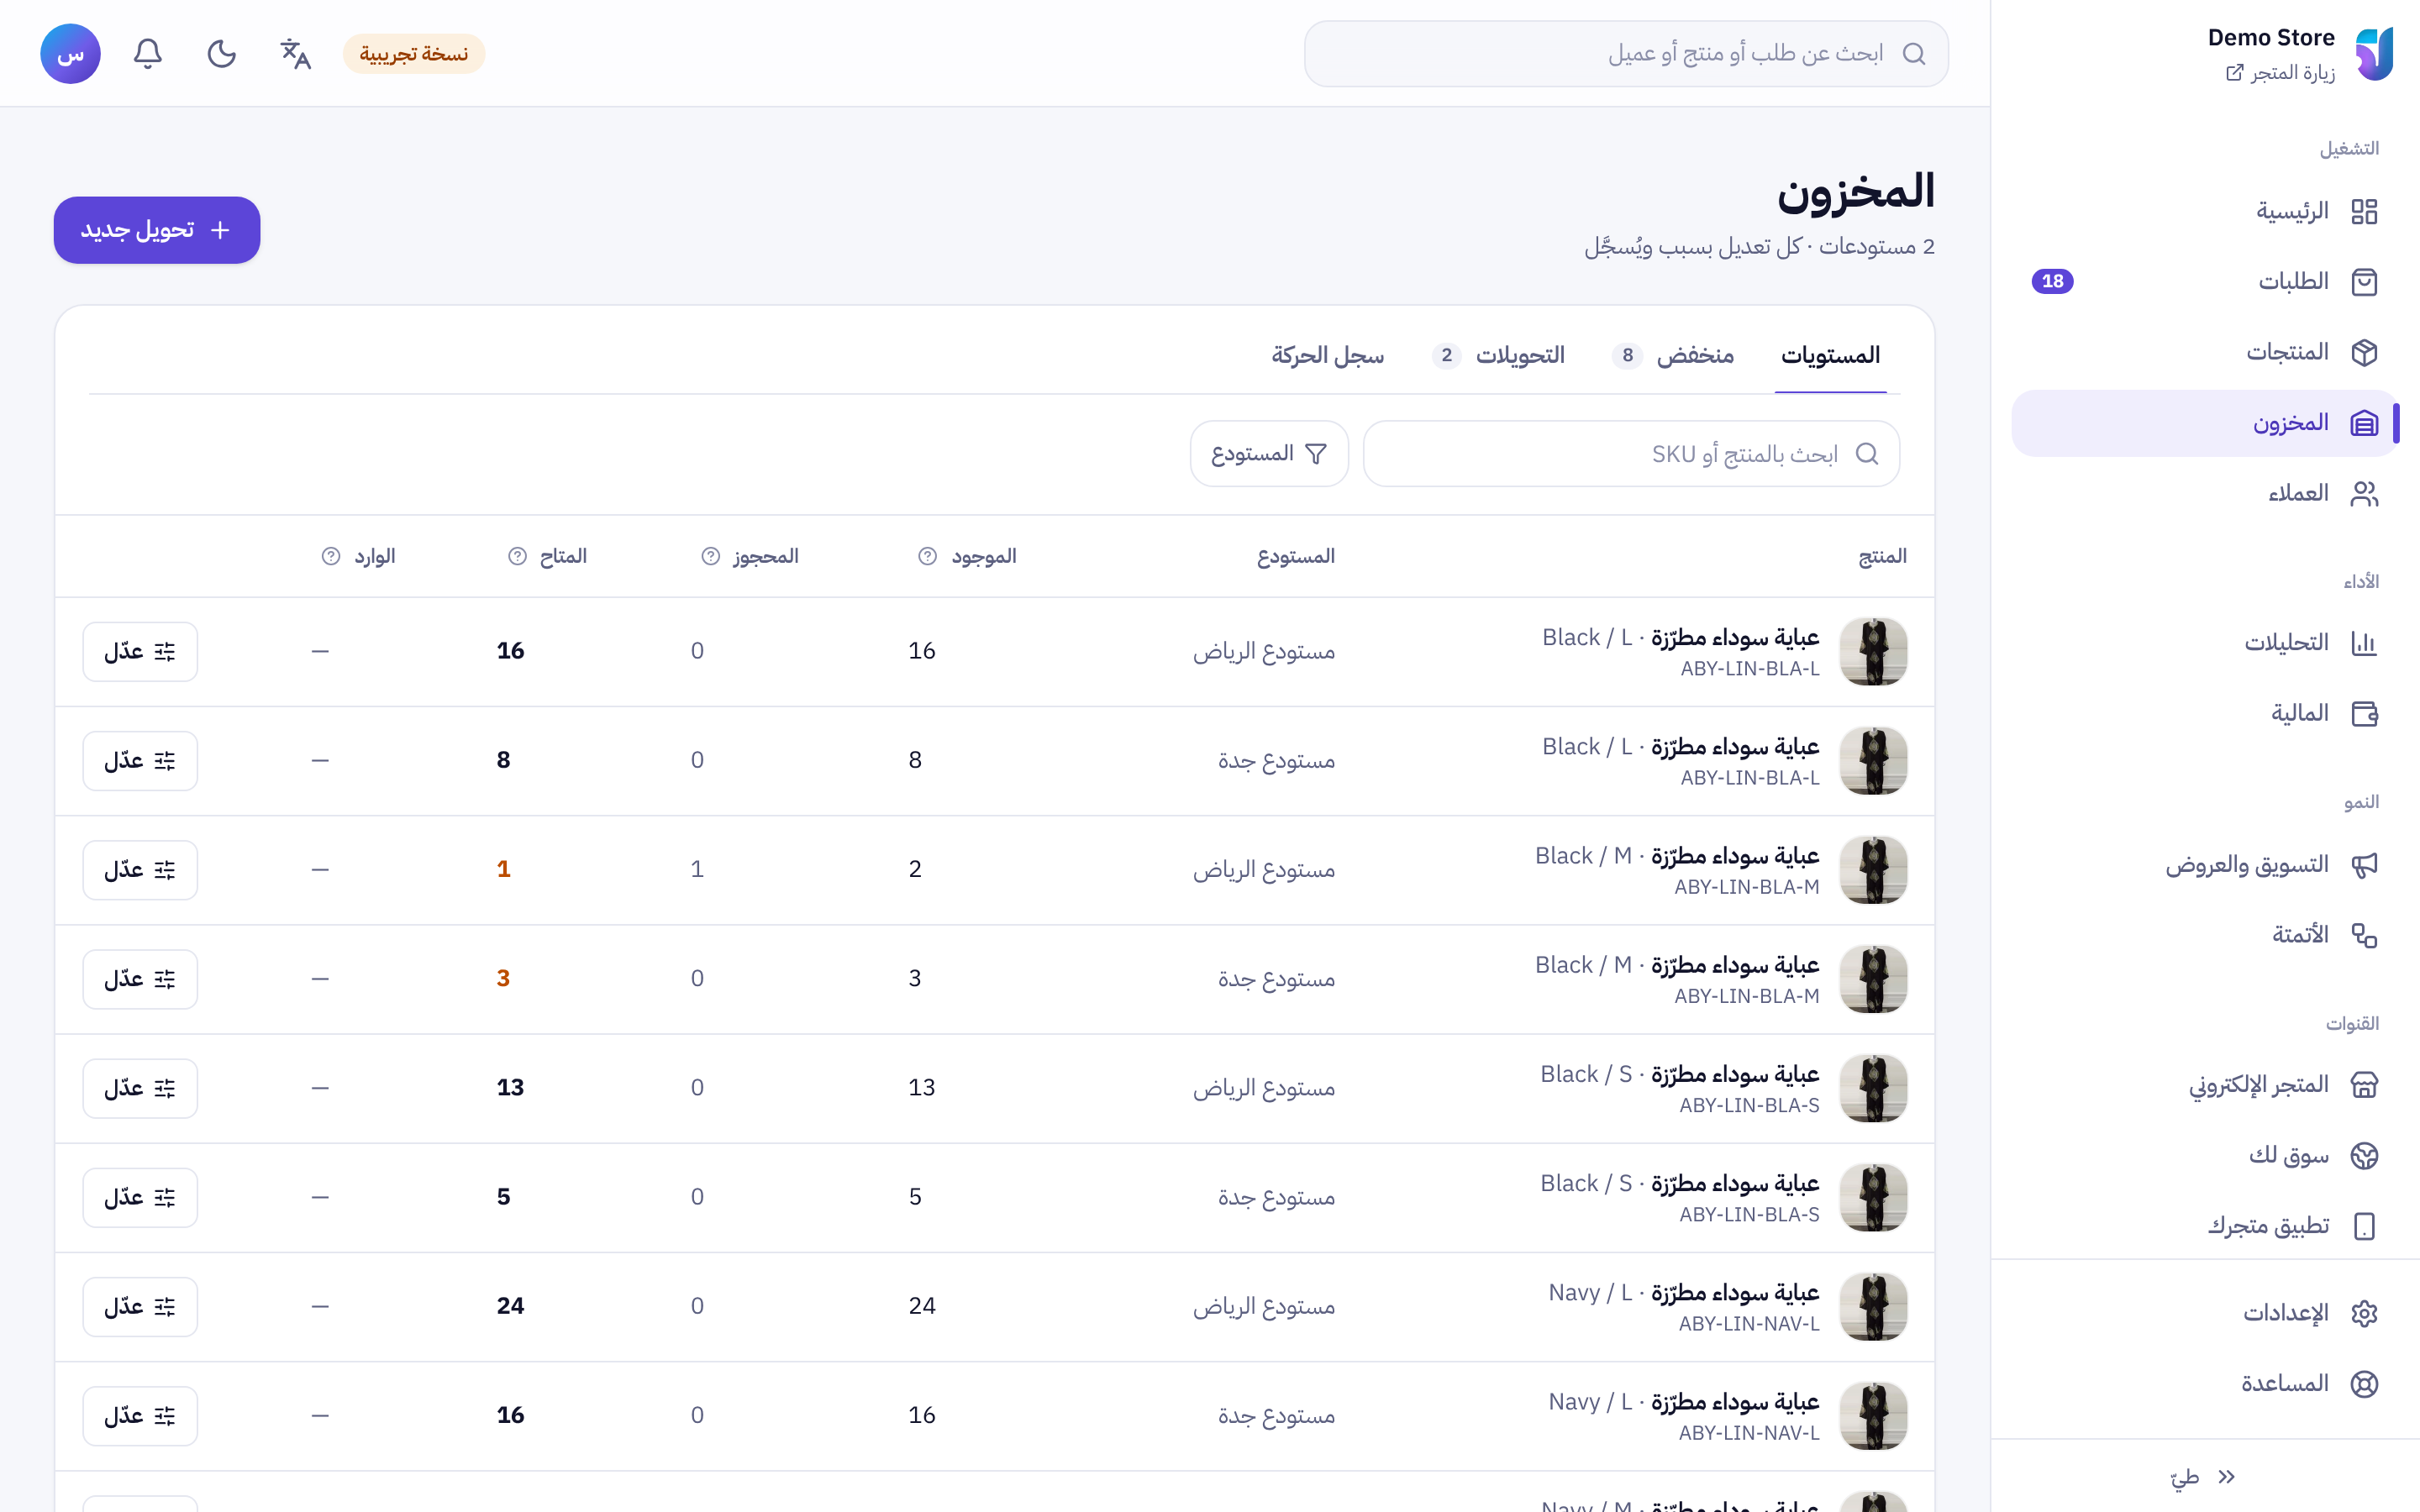 Demo Store
زيارة المتجر
التشغيل
الرئيسية
الطلبات 18
المنتجات
المخزون
العملاء
الأداء
التحليلات
المالية
النمو
التسويق والعروض
الأتمتة
القنوات
المتجر الإلكتروني
سوق لك
تطبيق متجرك
الإعدادات
المساعدة
طيّ
ابحث عن طلب أو منتج أو عميل
نسخة تجريبية
س
المخزون
2 مستودعات · كل تعديل بسبب ويُسجَّل
تحويل جديد
المستويات منخفض 8 التحويلات 2 سجل الحركة
ابحث بالمنتج أو SKU
المستودع
المنتج المستودع الموجود المحجوز المتاح الوارد
عباية سوداء مطرّزة · Black / L
ABY-LIN-BLA-L
مستودع الرياض 16 0 16 — عدّل
عباية سوداء مطرّزة · Black / L
ABY-LIN-BLA-L
مستودع جدة 8 0 8 — عدّل
عباية سوداء مطرّزة · Black / M
ABY-LIN-BLA-M
مستودع الرياض 2 1 1 — عدّل
عباية سوداء مطرّزة · Black / M
ABY-LIN-BLA-M
مستودع جدة 3 0 3 — عدّل
عباية سوداء مطرّزة · Black / S
ABY-LIN-BLA-S
مستودع الرياض 13 0 13 — عدّل
عباية سوداء مطرّزة · Black / S
ABY-LIN-BLA-S
مستودع جدة 5 0 5 — عدّل
عباية سوداء مطرّزة · Navy / L
ABY-LIN-NAV-L
مستودع الرياض 24 0 24 — عدّل
عباية سوداء مطرّزة · Navy / L
ABY-LIN-NAV-L
مستودع جدة 16 0 16 — عدّل
عباية سوداء مطرّزة · Navy / M